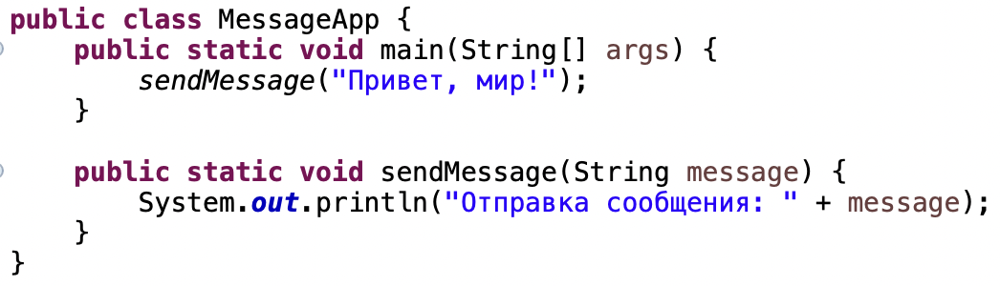 public class MessageApp {
    public static void main(String[] args) {
        sendMessage("Привет, мир!");
    }

    public static void sendMessage(String message) {
        System.out.println("Отправка сообщения: " + message);
    }
}